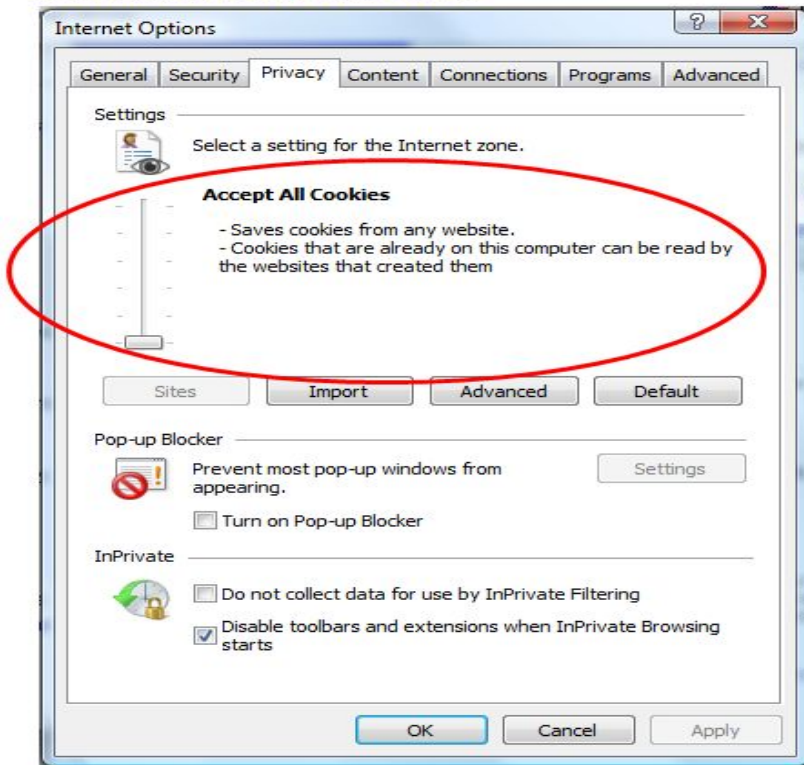 Internet Options
General Security Privacy Content Connections Programs Advanced
Settings
Select a setting for the Internet zone.
Accept All Cookies
- Saves cookies from any website.
- Cookies that are already on this computer can be read by
the websites that created them
Sites Import Advanced Default
Pop-up Blocker
Prevent most pop-up windows from
appearing.
Settings
Turn on Pop-up Blocker
InPrivate
Do not collect data for use by InPrivate Filtering
Disable toolbars and extensions when InPrivate Browsing
starts
OK Cancel Apply